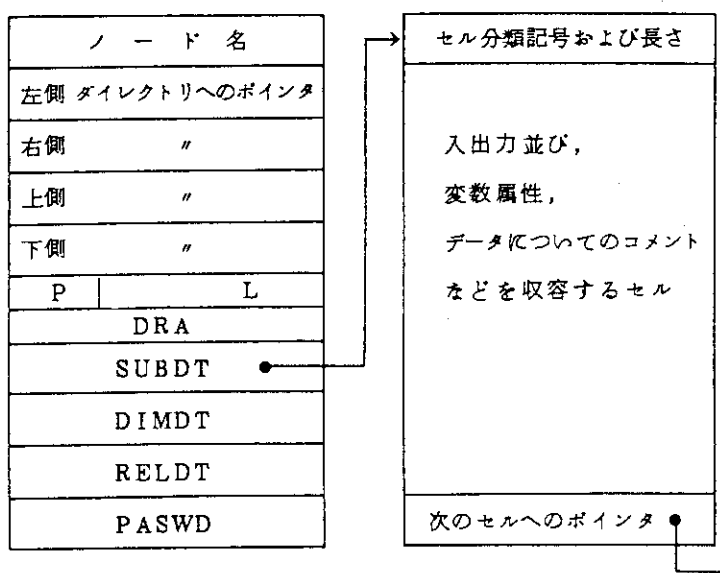 ノード名
左側 ダイレクトリへのポインタ
右側 〃
上側 〃
下側 〃
P L
DRA
SUBDT
DIMDT
RELDT
PASWD
セル分類記号および長さ
入出力並び,
変数属性,
データについてのコメント
などを収容するセル
次のセルへのポインタ